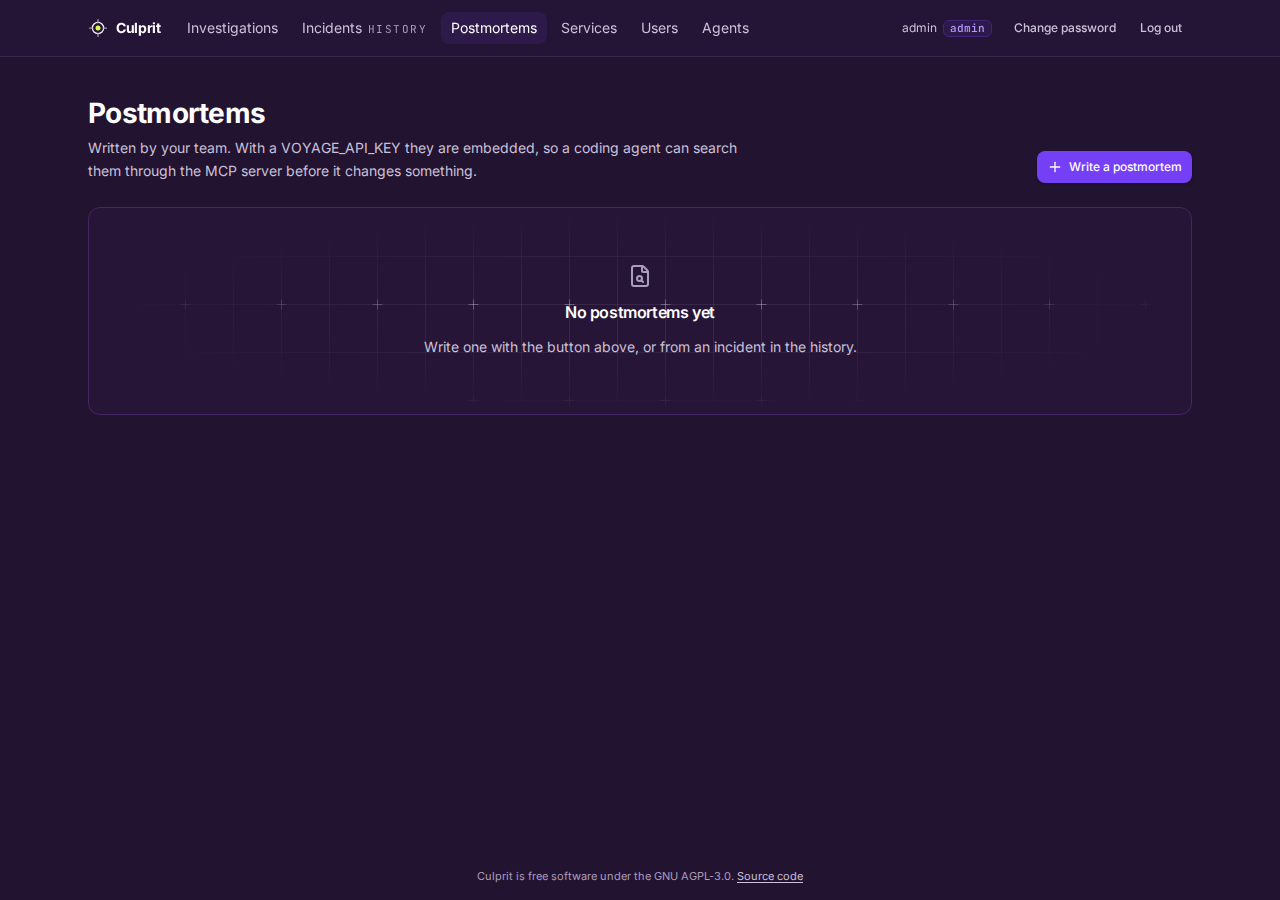 Culprit Investigations Incidents HISTORY Postmortems Services Users Agents admin admin Change password Log out
Postmortems
Written by your team. With a VOYAGE_API_KEY they are embedded, so a coding agent can search
them through the MCP server before it changes something.
Write a postmortem
No postmortems yet
Write one with the button above, or from an incident in the history.
Culprit is free software under the GNU AGPL-3.0. Source code